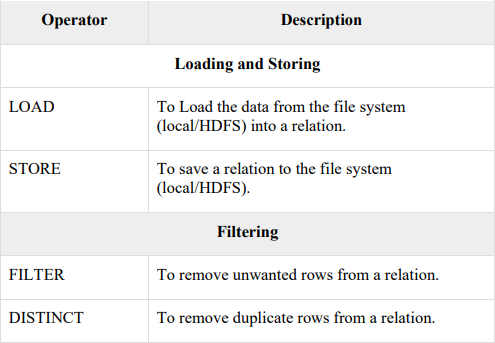 Operator Description
Loading and Storing
LOAD To Load the data from the file system
(local/HDFS) into a relation.
STORE To save a relation to the file system
(local/HDFS).
Filtering
FILTER To remove unwanted rows from a relation.
DISTINCT To remove duplicate rows from a relation.